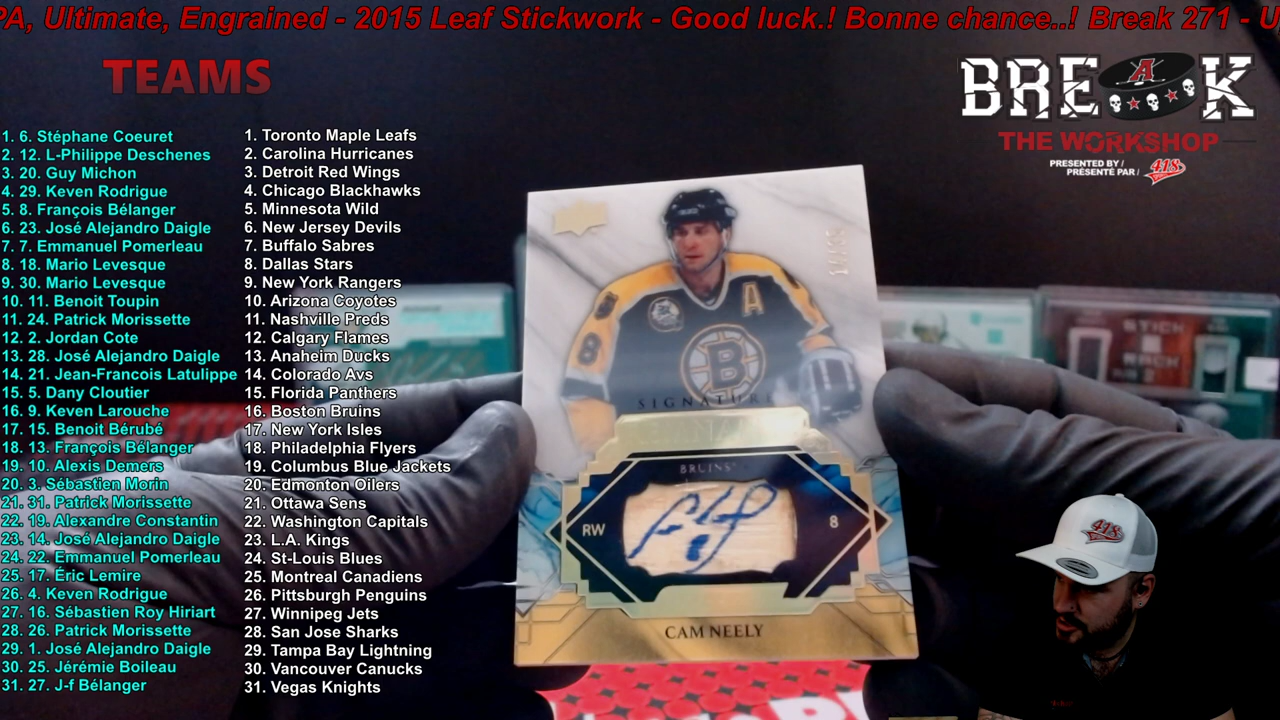 PA, Ultimate, Engrained - 2015 Leaf Stickwork - Good luck.! Bonne chance..! Break 271 - U
TEAMS
BREAK
THE WORKSHOP
PRESENTED BY /
PRÉSENTÉ PAR /
418
1. 6. Stéphane Coeuret
2. 12. L-Philippe Deschenes
3. 20. Guy Michon
4. 29. Keven Rodrigue
5. 8. François Bélanger
6. 23. José Alejandro Daigle
7. 7. Emmanuel Pomerleau
8. 18. Mario Levesque
9. 30. Mario Levesque
10. 11. Benoit Toupin
11. 24. Patrick Morissette
12. 2. Jordan Cote
13. 28. José Alejandro Daigle
14. 21. Jean-Francois Latulippe
15. 5. Dany Cloutier
16. 9. Keven Larouche
17. 15. Benoit Bérubé
18. 13. François Bélanger
19. 10. Alexis Demers
20. 3. Sébastien Morin
21. 31. Patrick Morissette
22. 19. Alexandre Constantin
23. 14. José Alejandro Daigle
24. 22. Emmanuel Pomerleau
25. 17. Éric Lemire
26. 4. Keven Rodrigue
27. 16. Sébastien Roy Hiriart
28. 26. Patrick Morissette
29. 1. José Alejandro Daigle
30. 25. Jérémie Boileau
31. 27. J-f Bélanger
1. Toronto Maple Leafs
2. Carolina Hurricanes
3. Detroit Red Wings
4. Chicago Blackhawks
5. Minnesota Wild
6. New Jersey Devils
7. Buffalo Sabres
8. Dallas Stars
9. New York Rangers
10. Arizona Coyotes
11. Nashville Preds
12. Calgary Flames
13. Anaheim Ducks
14. Colorado Avs
15. Florida Panthers
16. Boston Bruins
17. New York Isles
18. Philadelphia Flyers
19. Columbus Blue Jackets
20. Edmonton Oilers
21. Ottawa Sens
22. Washington Capitals
23. L.A. Kings
24. St-Louis Blues
25. Montreal Canadiens
26. Pittsburgh Penguins
27. Winnipeg Jets
28. San Jose Sharks
29. Tampa Bay Lightning
30. Vancouver Canucks
31. Vegas Knights
A
8
B
SIGNATURE
BRUINS
RW
8
CAM NEELY
STICK
RACK
418